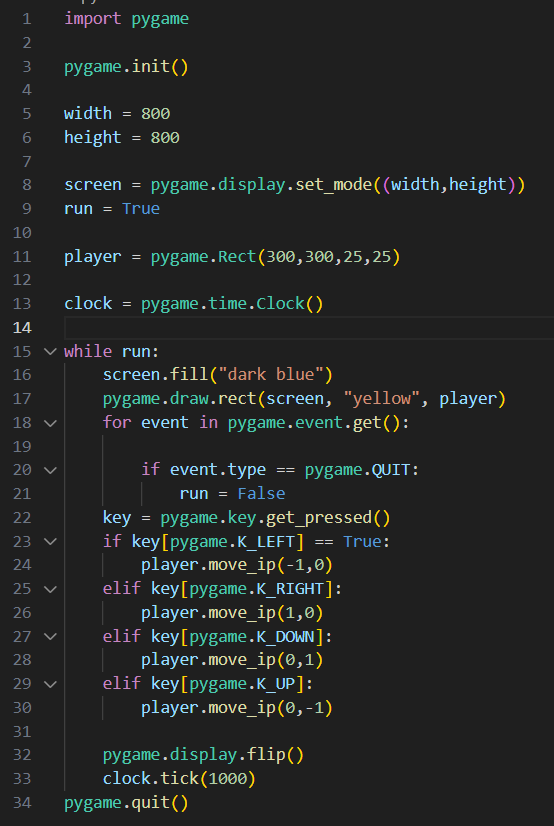 1 import pygame
2
3 pygame.init()
4
5 width = 800
6 height = 800
7
8 screen = pygame.display.set_mode((width,height))
9 run = True
10
11 player = pygame.Rect(300,300,25,25)
12
13 clock = pygame.time.Clock()
14
15 while run:
16     screen.fill("dark blue")
17     pygame.draw.rect(screen, "yellow", player)
18     for event in pygame.event.get():
19
20         if event.type == pygame.QUIT:
21             run = False
22     key = pygame.key.get_pressed()
23     if key[pygame.K_LEFT] == True:
24         player.move_ip(-1,0)
25     elif key[pygame.K_RIGHT]:
26         player.move_ip(1,0)
27     elif key[pygame.K_DOWN]:
28         player.move_ip(0,1)
29     elif key[pygame.K_UP]:
30         player.move_ip(0,-1)
31
32     pygame.display.flip()
33     clock.tick(1000)
34 pygame.quit()